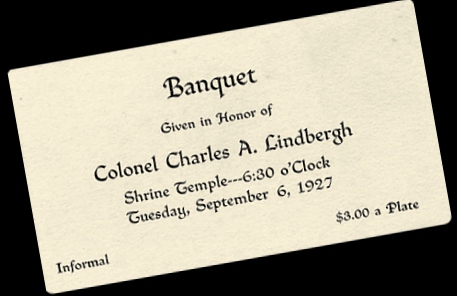 Banquet
Given in Honor of
Colonel Charles A. Lindbergh
Shrine Temple---6:30 o'Clock
Tuesday, September 6, 1927
$3.00 a Plate
Informal